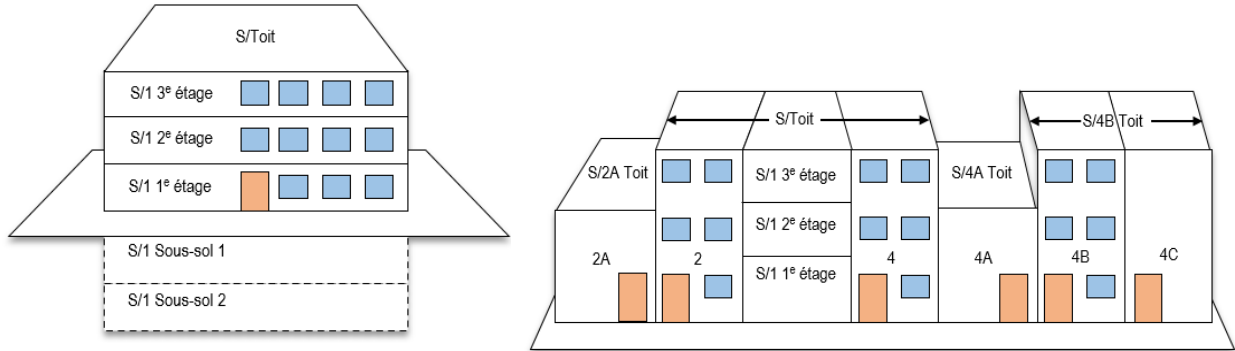 S/Toit
S/1 3e étage
S/1 2e étage
S/1 1e étage
S/1 Sous-sol 1
S/1 Sous-sol 2
S/Toit
S/4B Toit
S/2A Toit
S/1 3e étage
S/4A Toit
S/1 2e étage
2A
2
S/1 1e étage
4
4A
4B
4C